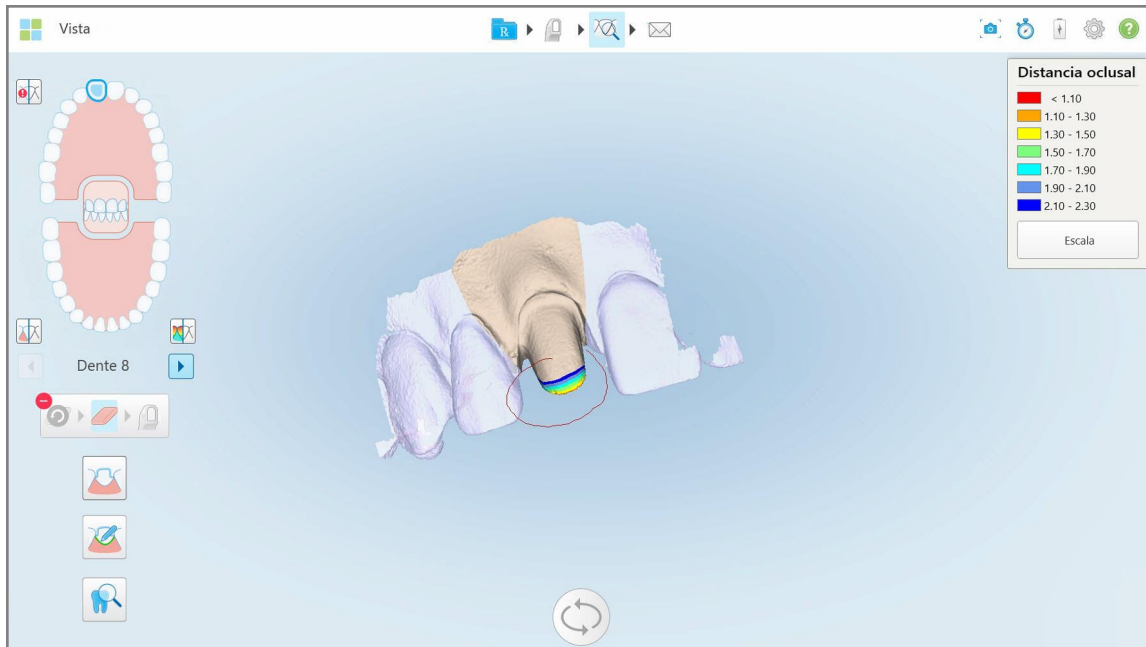 Vista
R
?
Distancia oclusal
< 1.10
1.10 - 1.30
1.30 - 1.50
1.50 - 1.70
1.70 - 1.90
1.90 - 2.10
2.10 - 2.30
Escala
Dente 8